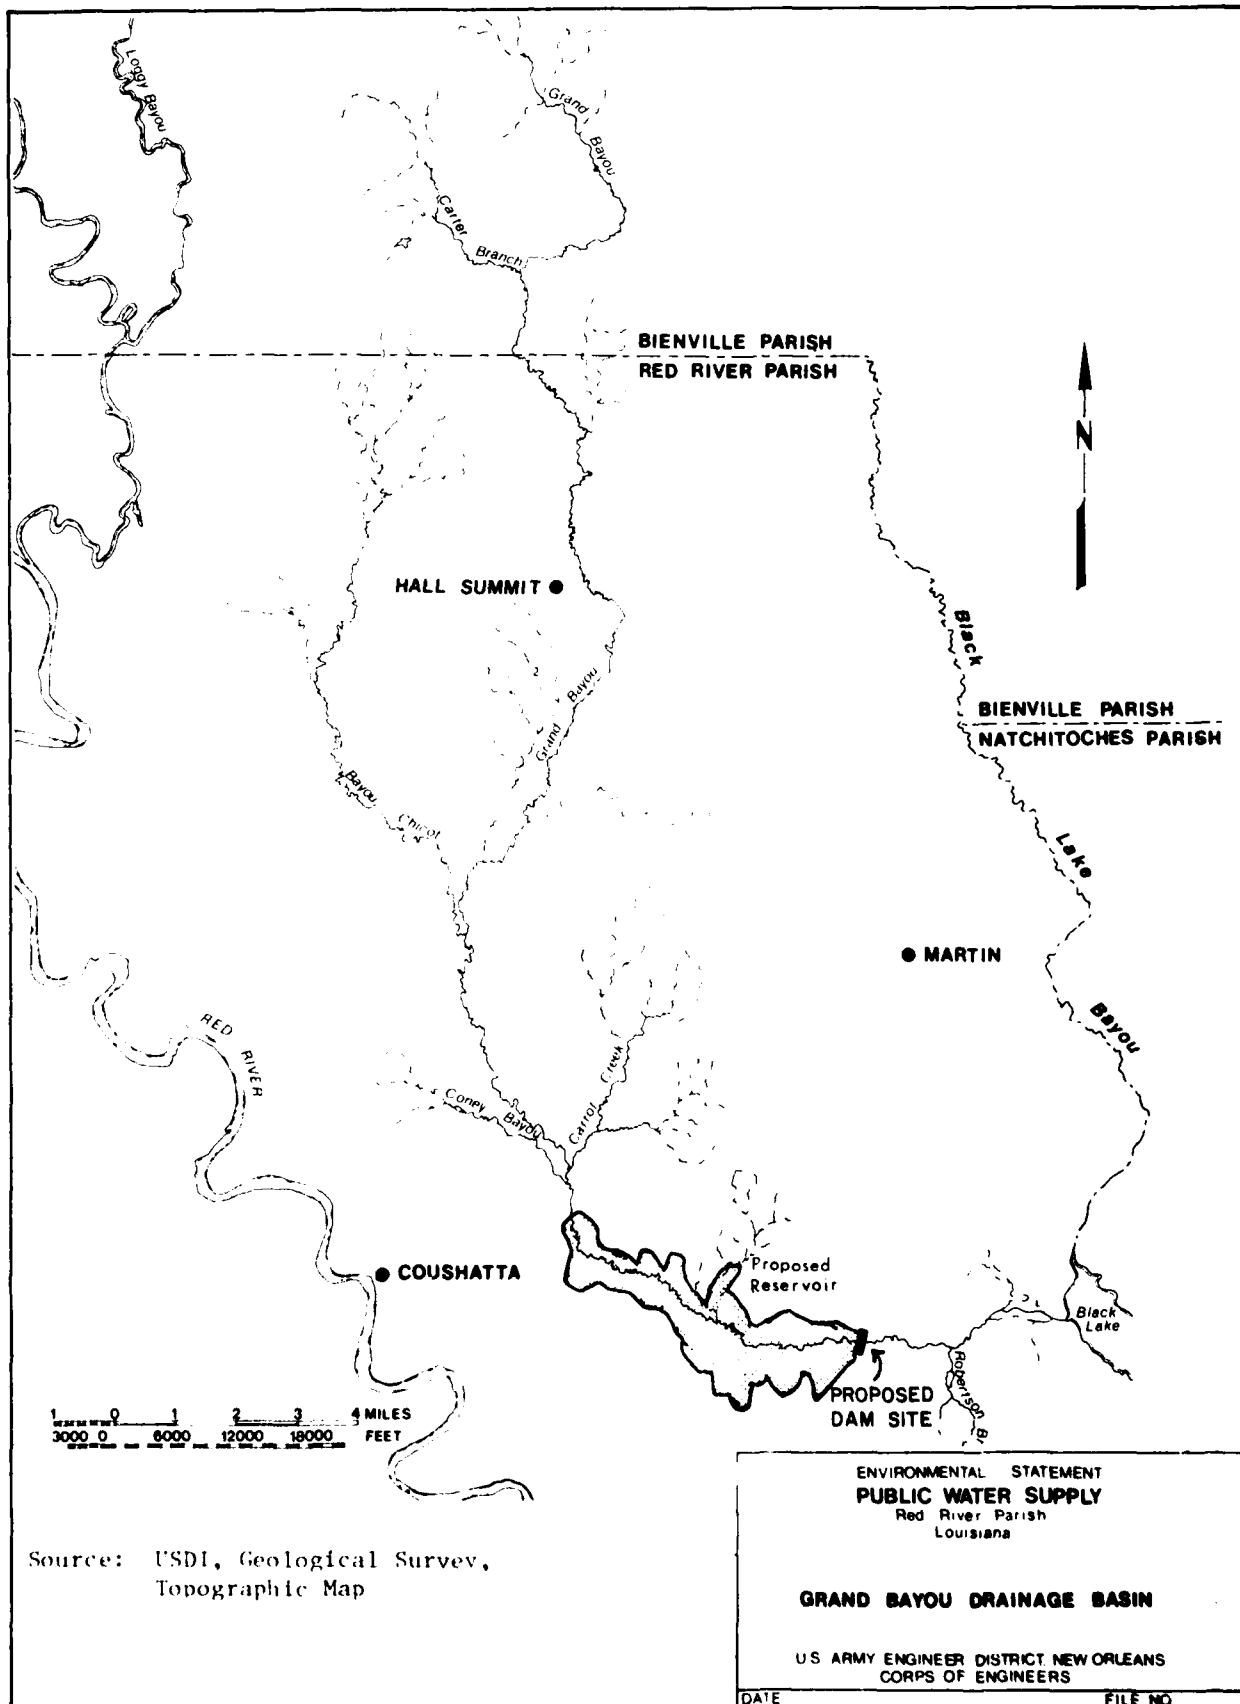 Loggy Bayou
Grand Bayou
Carter Branch
BIENVILLE PARISH
RED RIVER PARISH
N
HALL SUMMIT
Black Lake Bayou
BIENVILLE PARISH
NATCHITOCHES PARISH
Grand Bayou
Bayou Chicot
MARTIN
RED RIVER
Carrol Creek
Coney Bayou
COUSHATTA
Proposed
Reservoir
Black
Lake
PROPOSED
DAM SITE
Robertson Br
1 0 1 2 3 4 MILES
3000 0 6000 12000 18000 FEET
Source: USDI, Geological Survey,
Topographic Map
ENVIRONMENTAL STATEMENT
PUBLIC WATER SUPPLY
Red River Parish
Louisiana
GRAND BAYOU DRAINAGE BASIN
U S ARMY ENGINEER DISTRICT, NEW ORLEANS
CORPS OF ENGINEERS
DATE FILE NO